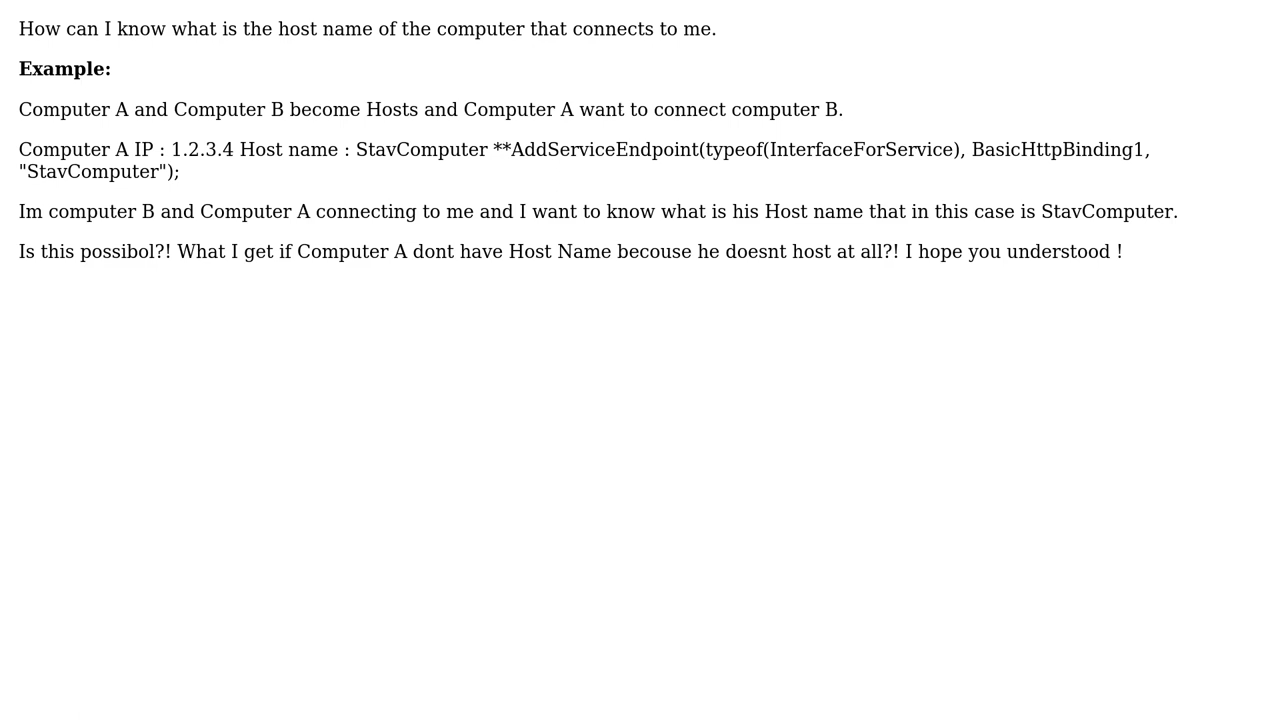 How can I know what is the host name of the computer that connects to me.
Example:
Computer A and Computer B become Hosts and Computer A want to connect computer B.
Computer A IP : 1.2.3.4 Host name : StavComputer **AddServiceEndpoint(typeof(InterfaceForService), BasicHttpBinding1,
"StavComputer");
Im computer B and Computer A connecting to me and I want to know what is his Host name that in this case is StavComputer.
Is this possibol?! What I get if Computer A dont have Host Name becouse he doesnt host at all?! I hope you understood !